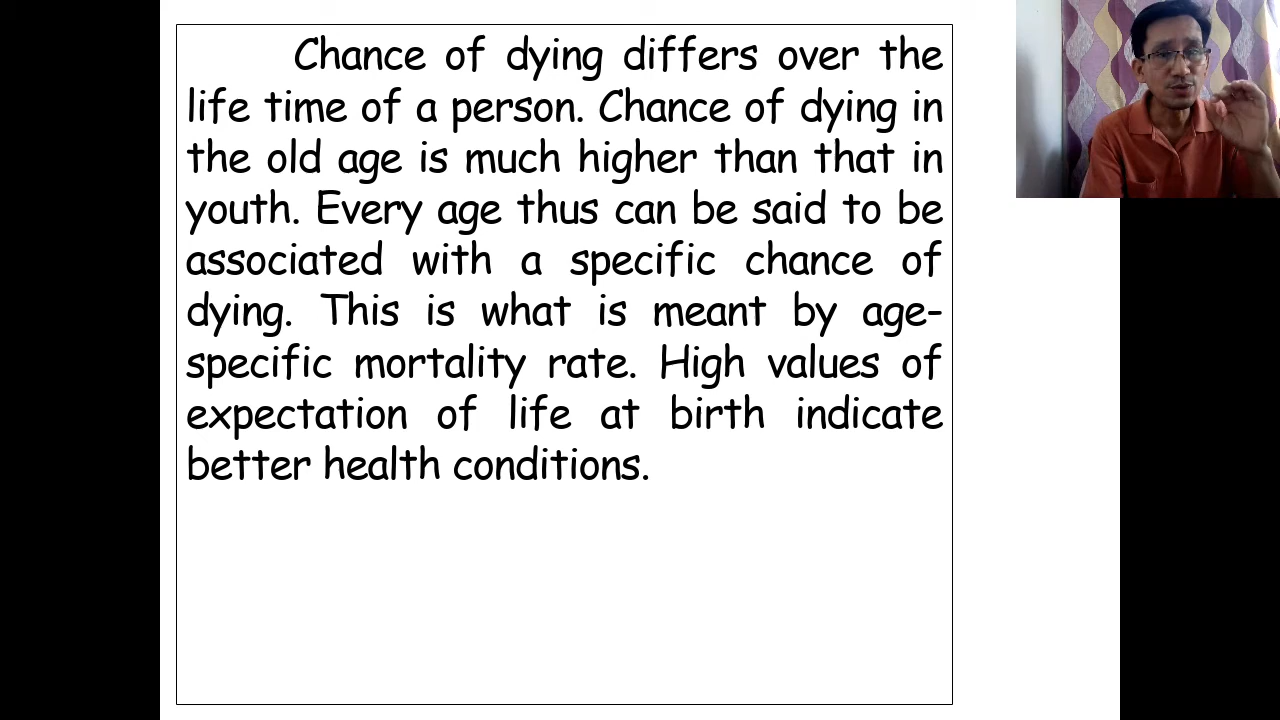 Chance of dying differs over the
life time of a person. Chance of dying in
the old age is much higher than that in
youth. Every age thus can be said to be
associated with a specific chance of
dying. This is what is meant by age-
specific mortality rate. High values of
expectation of life at birth indicate
better health conditions.